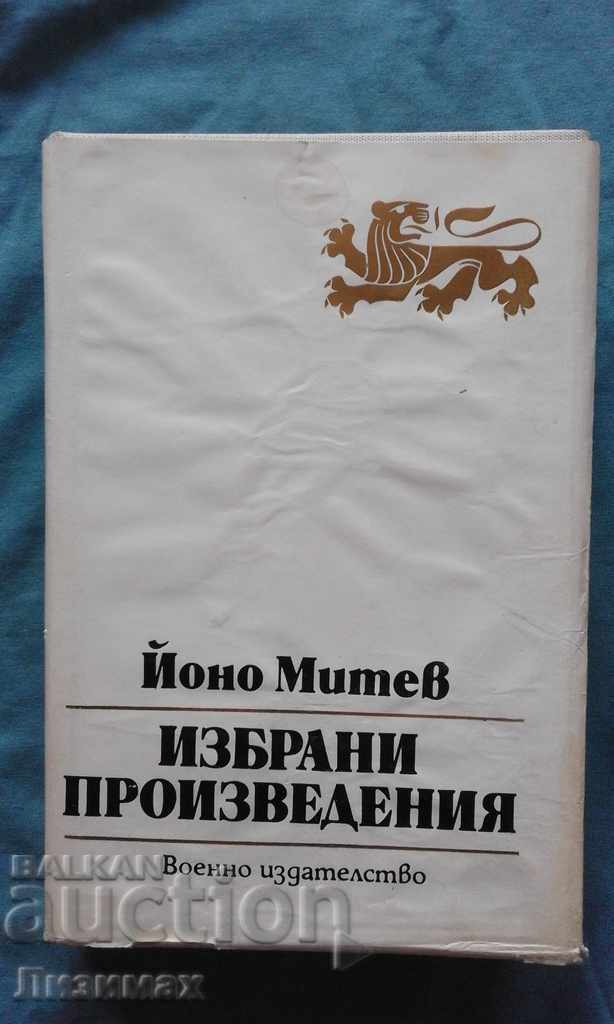 Йоно Митев
ИЗБРАНИ
ПРОИЗВЕДЕНИЯ
Военно издателство
BALKAN
auction
Лизимах